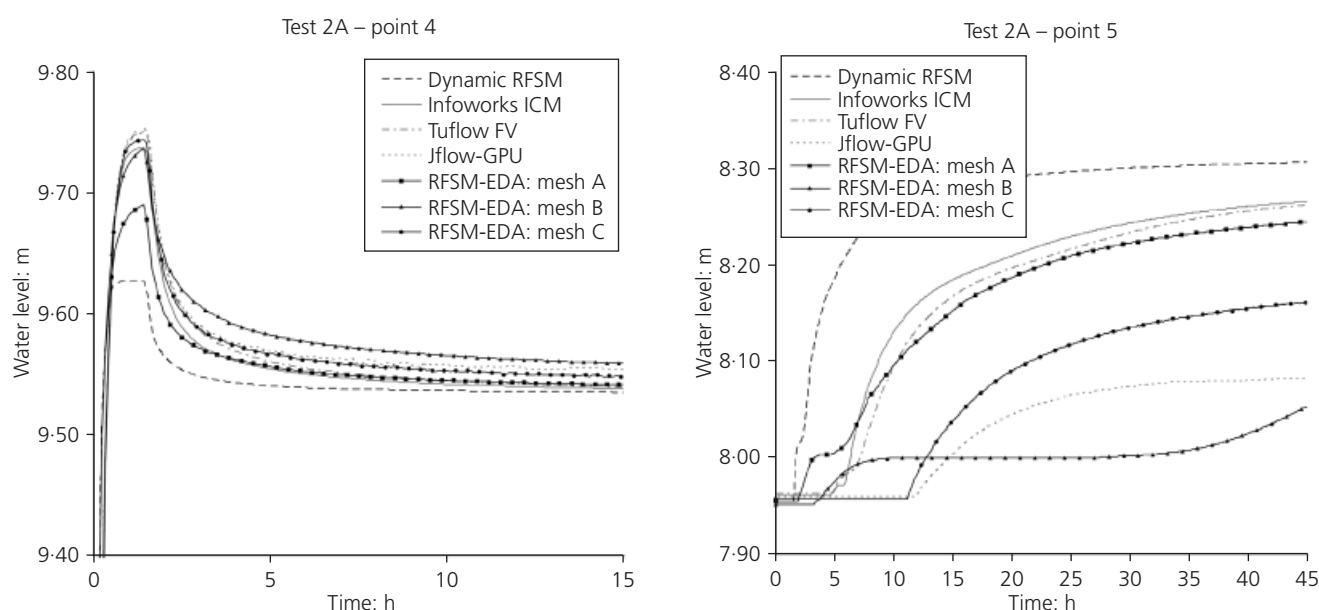 Test 2A – point 4
9·80
9·70
9·60
9·50
9·40
Water level: m
0
5
10
15
Time: h
Dynamic RFSM
Infoworks ICM
Tuflow FV
Jflow-GPU
RFSM-EDA: mesh A
RFSM-EDA: mesh B
RFSM-EDA: mesh C
Test 2A – point 5
8·40
8·30
8·20
8·10
8·00
7·90
Water level: m
0
5
10
15
20
25
30
35
40
45
Time: h
Dynamic RFSM
Infoworks ICM
Tuflow FV
Jflow-GPU
RFSM-EDA: mesh A
RFSM-EDA: mesh B
RFSM-EDA: mesh C